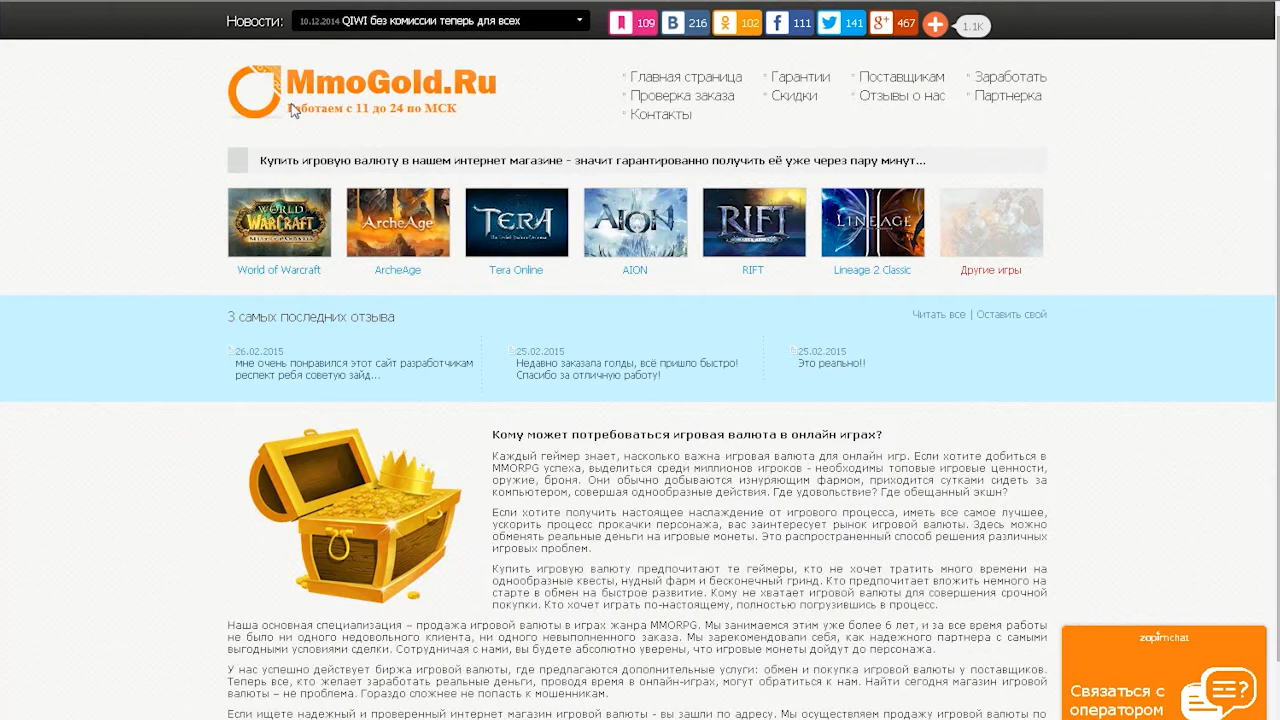 Новости:
10.12.2014 QIWI без комиссии теперь для всех
109
216
102
111
141
467
1.1K
MmoGold.Ru
ботаем с 11 до 24 по МСК
Главная страница Гарантии Поставщикам Заработать
Проверка заказа Скидки Отзывы о нас Партнерка
Контакты
Купить игровую валюту в нашем интернет магазине - значит гарантированно получить её уже через пару минут...
World of Warcraft
ArcheAge
TERA
AION
RIFT
LINEAGE
World of Warcraft ArcheAge Tera Online AION RIFT Lineage 2 Classic Другие игры
3 самых последних отзыва
Читать все | Оставить свой
26.02.2015
мне очень понравился этот сайт разработчикам
респект ребя советую зайд...
25.02.2015
Недавно заказала голды, всё пришло быстро!
Спасибо за отличную работу!
25.02.2015
Это реально!!
Кому может потребоваться игровая валюта в онлайн играх?
Каждый геймер знает, насколько важна игровая валюта для онлайн игр. Если хотите добиться в
MMORPG успеха, выделиться среди миллионов игроков - необходимы топовые игровые ценности,
оружие, броня. Они обычно добываются изнуряющим фармом, приходится сутками сидеть за
компьютером, совершая однообразные действия. Где удовольствие? Где обещанный экшн?
Если хотите получить настоящее наслаждение от игрового процесса, иметь все самое лучшее,
ускорить процесс прокачки персонажа, вас заинтересует рынок игровой валюты. Здесь можно
обменять реальные деньги на игровые монеты. Это распространенный способ решения различных
игровых проблем.
Купить игровую валюту предпочитают те геймеры, кто не хочет тратить много времени на
однообразные квесты, нудный фарм и бесконечный гринд. Кто предпочитает вложить немного на
старте в обмен на быстрое развитие. Кому не хватает игровой валюты для совершения срочной
покупки. Кто хочет играть по-настоящему, полностью погрузившись в процесс.
Наша основная специализация – продажа игровой валюты в играх жанра MMORPG. Мы занимаемся этим уже более 6 лет, и за все время работы
не было ни одного недовольного клиента, ни одного невыполненного заказа. Мы зарекомендовали себя, как надежного партнера с самыми
выгодными условиями сделки. Сотрудничая с нами, вы будете абсолютно уверены, что игровые монеты дойдут до персонажа.
У нас успешно действует биржа игровой валюты, где предлагаются дополнительные услуги: обмен и покупка игровой валюты у поставщиков.
Теперь все, кто желает заработать реальные деньги, проводя время в онлайн-играх, могут обратиться к нам. Найти сегодня магазин игровой
валюты – не проблема. Гораздо сложнее не попасть к мошенникам.
Если ищете надежный и проверенный интернет-магазин игровой валюты - вы зашли по адресу. Мы осуществляем продажу игровой валюты по
zopim chat
Связаться с
оператором